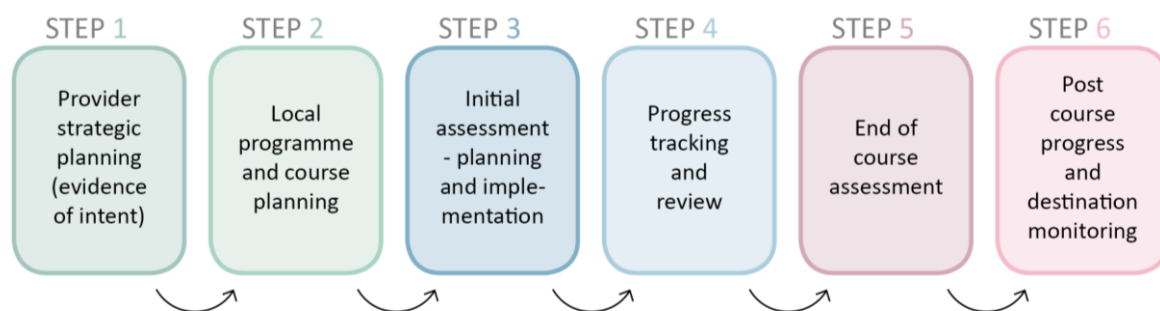 STEP 1
STEP 2
STEP 3
STEP 4
STEP 5
STEP 6
Provider
strategic
planning
(evidence
of intent)
Local
programme
and course
planning
Initial
assessment
- planning
and imple-
mentation
Progress
tracking
and
review
End of
course
assessment
Post
course
progress
and
destination
monitoring